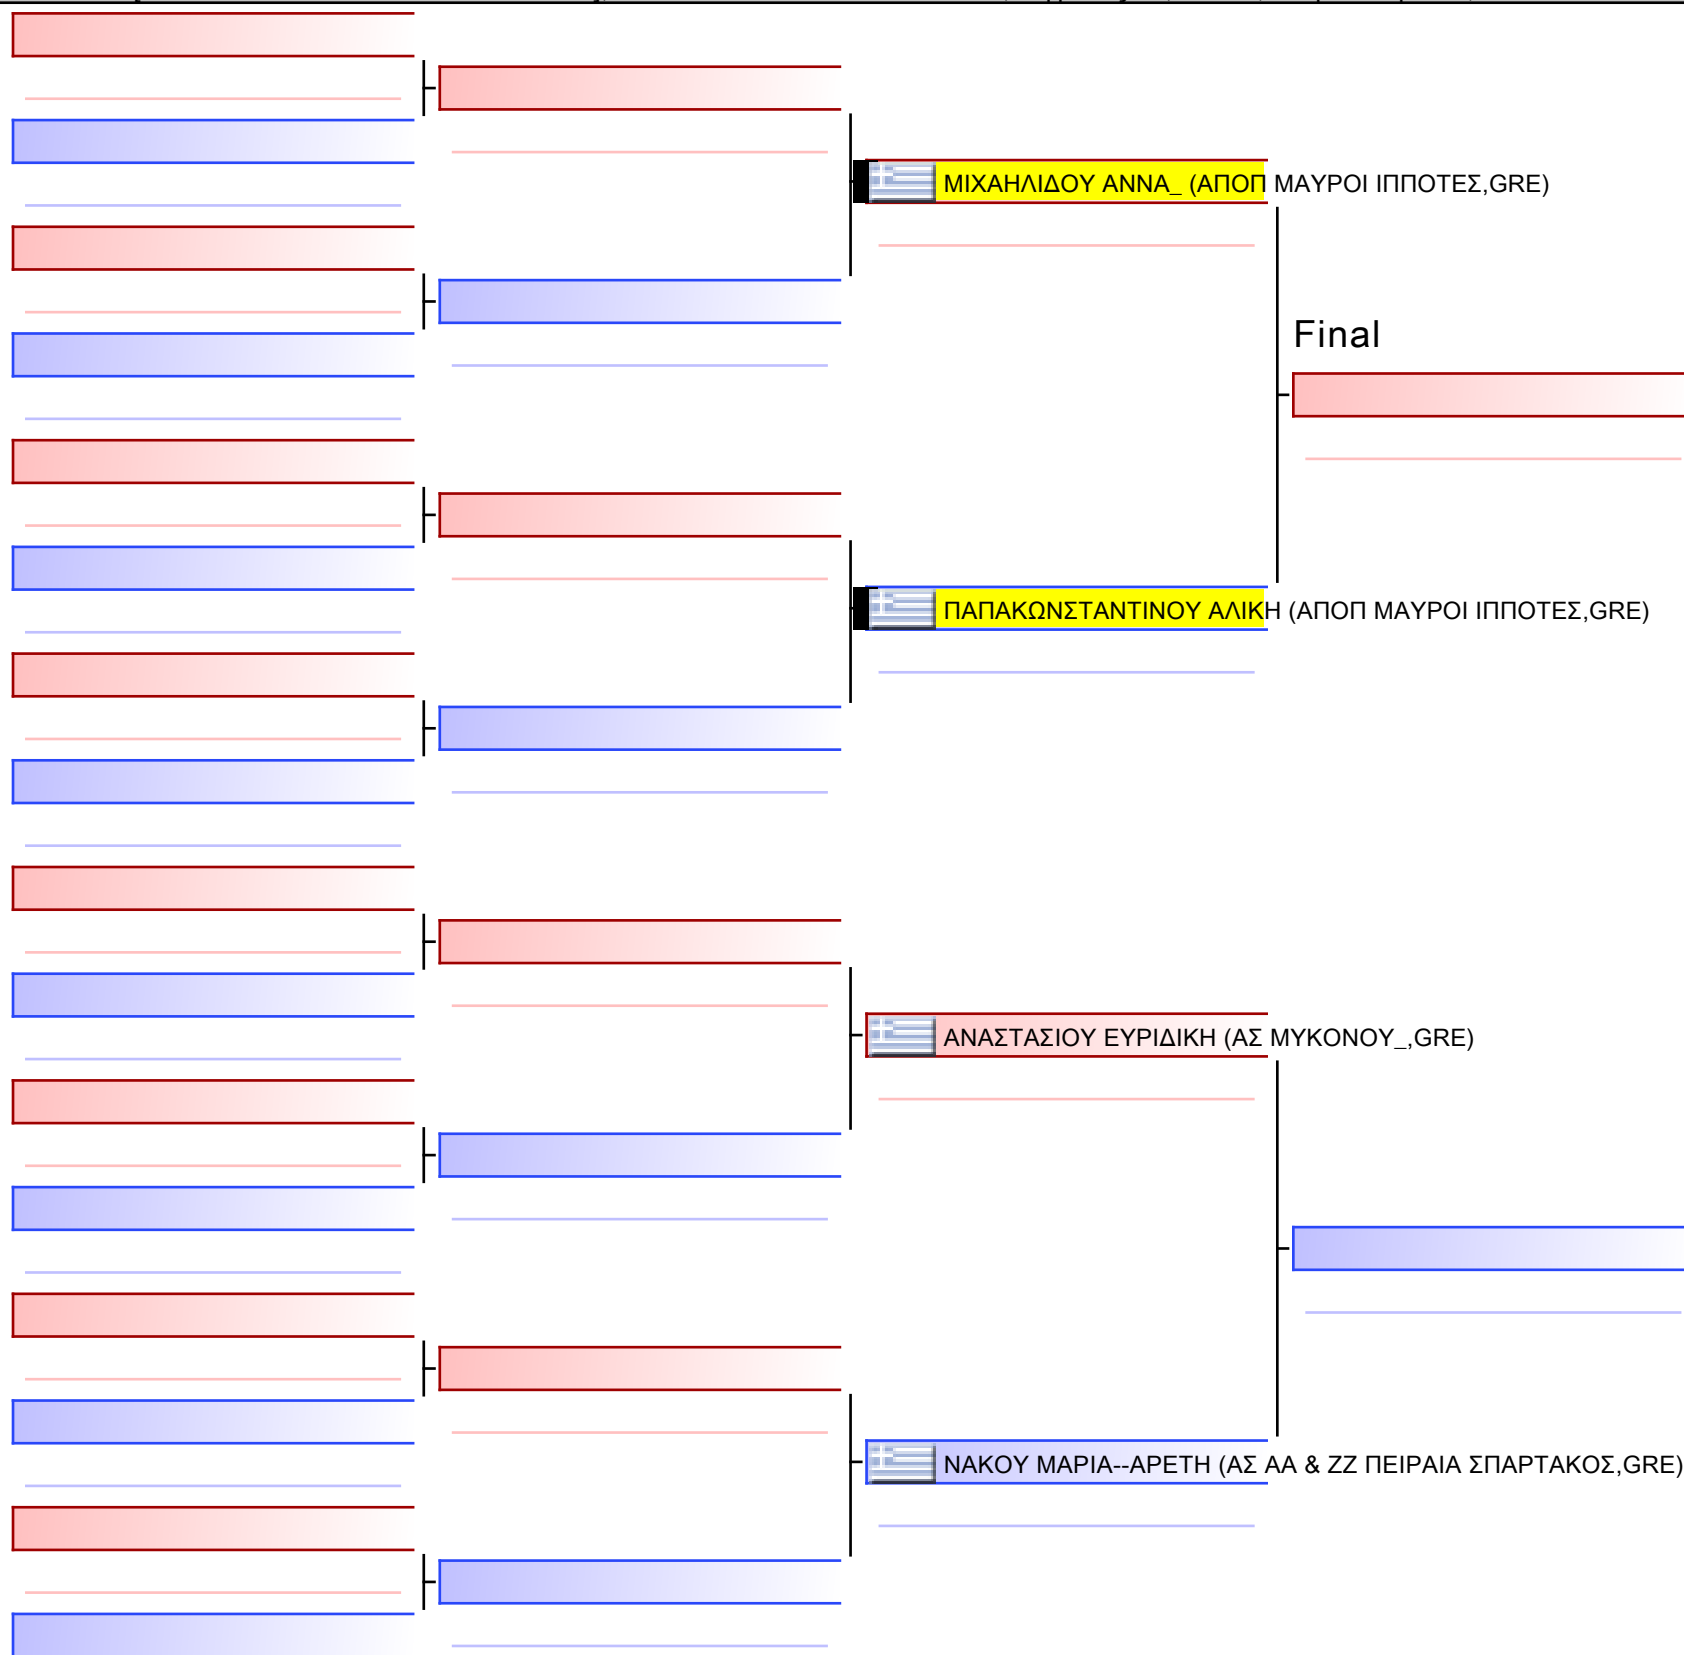 ΜΙΧΑΗΛΙΔΟΥ ΑΝΝΑ_ (ΑΠΟΠ ΜΑΥΡΟΙ ΙΠΠΟΤΕΣ,GRE)
Final
ΠΑΠΑΚΩΝΣΤΑΝΤΙΝΟΥ ΑΛΙΚΗ (ΑΠΟΠ ΜΑΥΡΟΙ ΙΠΠΟΤΕΣ,GRE)
ΑΝΑΣΤΑΣΙΟΥ ΕΥΡΙΔΙΚΗ (ΑΣ ΜΥΚΟΝΟΥ_,GRE)
ΝΑΚΟΥ ΜΑΡΙΑ--ΑΡΕΤΗ (ΑΣ ΑΑ & ΖΖ ΠΕΙΡΑΙΑ ΣΠΑΡΤΑΚΟΣ,GRE)